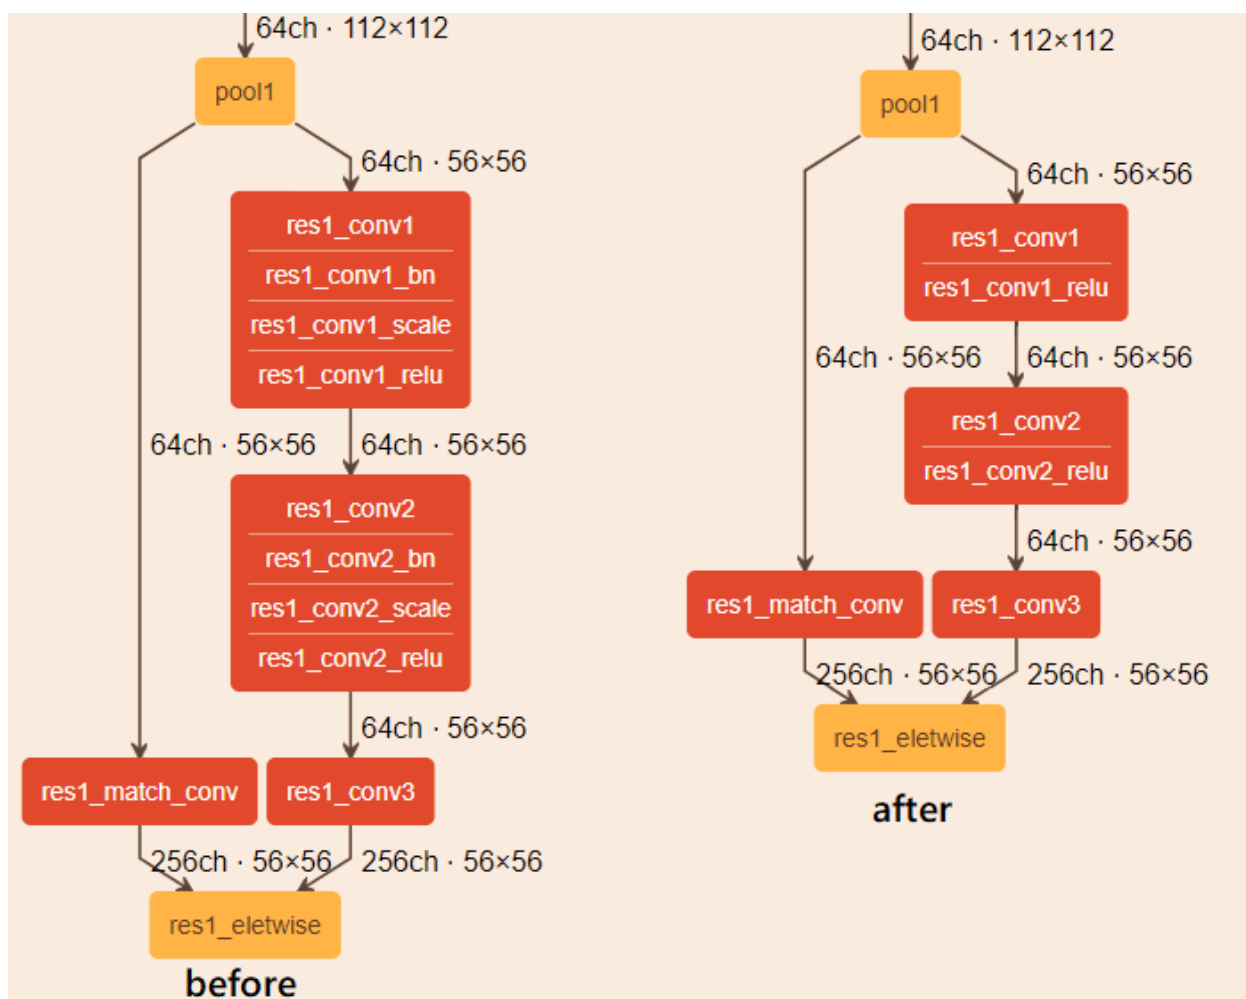 64ch · 112×112
pool1
64ch · 56×56
res1_conv1
res1_conv1_bn
res1_conv1_scale
res1_conv1_relu
64ch · 56×56
64ch · 56×56
res1_conv2
res1_conv2_bn
res1_conv2_scale
res1_conv2_relu
64ch · 56×56
res1_match_conv
res1_conv3
256ch · 56×56
256ch · 56×56
res1_eletwise
before
64ch · 112×112
pool1
64ch · 56×56
res1_conv1
res1_conv1_relu
64ch · 56×56
64ch · 56×56
res1_conv2
res1_conv2_relu
64ch · 56×56
res1_match_conv
res1_conv3
256ch · 56×56
256ch · 56×56
res1_eletwise
after